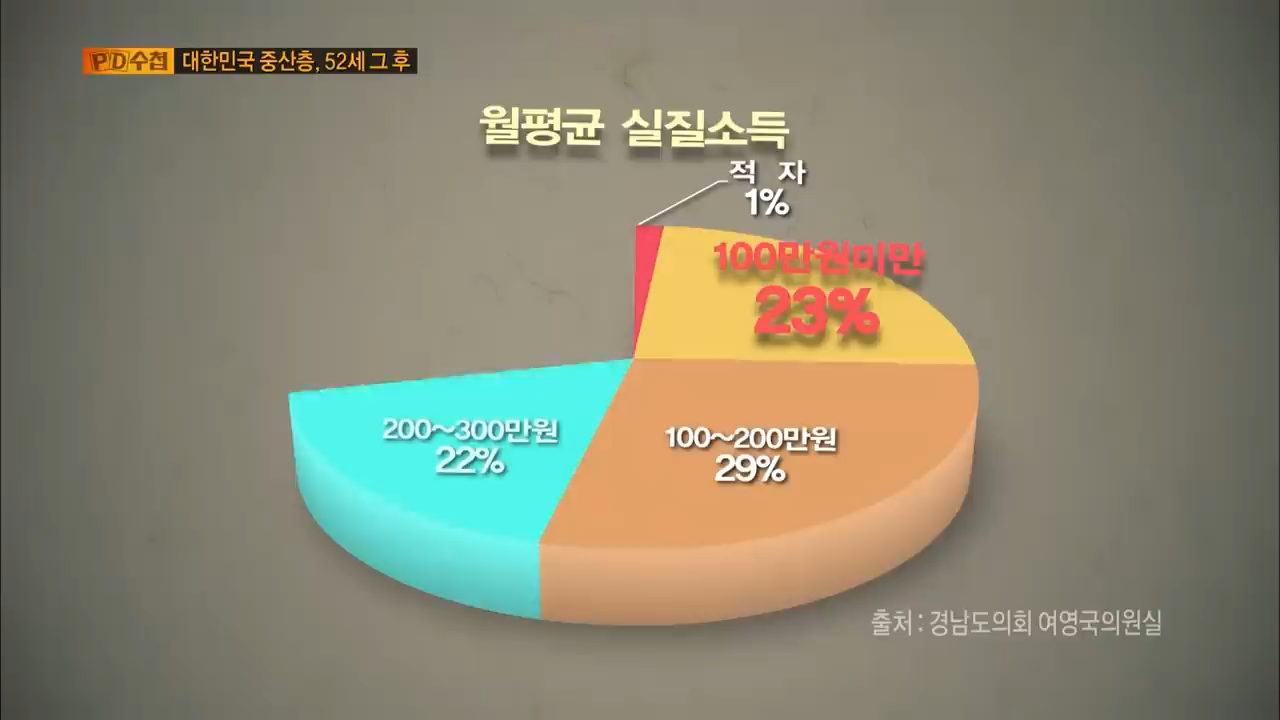 PD수첩 대한민국 중산층, 52세 그 후
월평균 실질소득
적 자
1%
100만원미만
23%
200~300만원
22%
100~200만원
29%
출처 : 경남도의회 여영국의원실